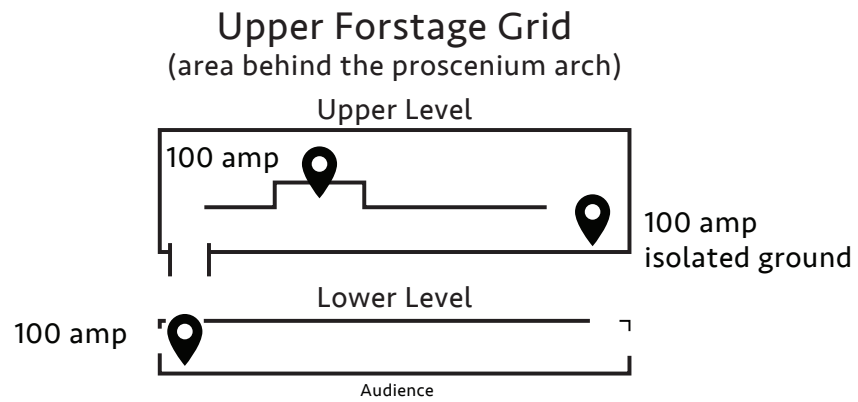 Upper Forstage Grid
(area behind the proscenium arch)
Upper Level
100 amp
100 amp
isolated ground
Lower Level
100 amp
Audience